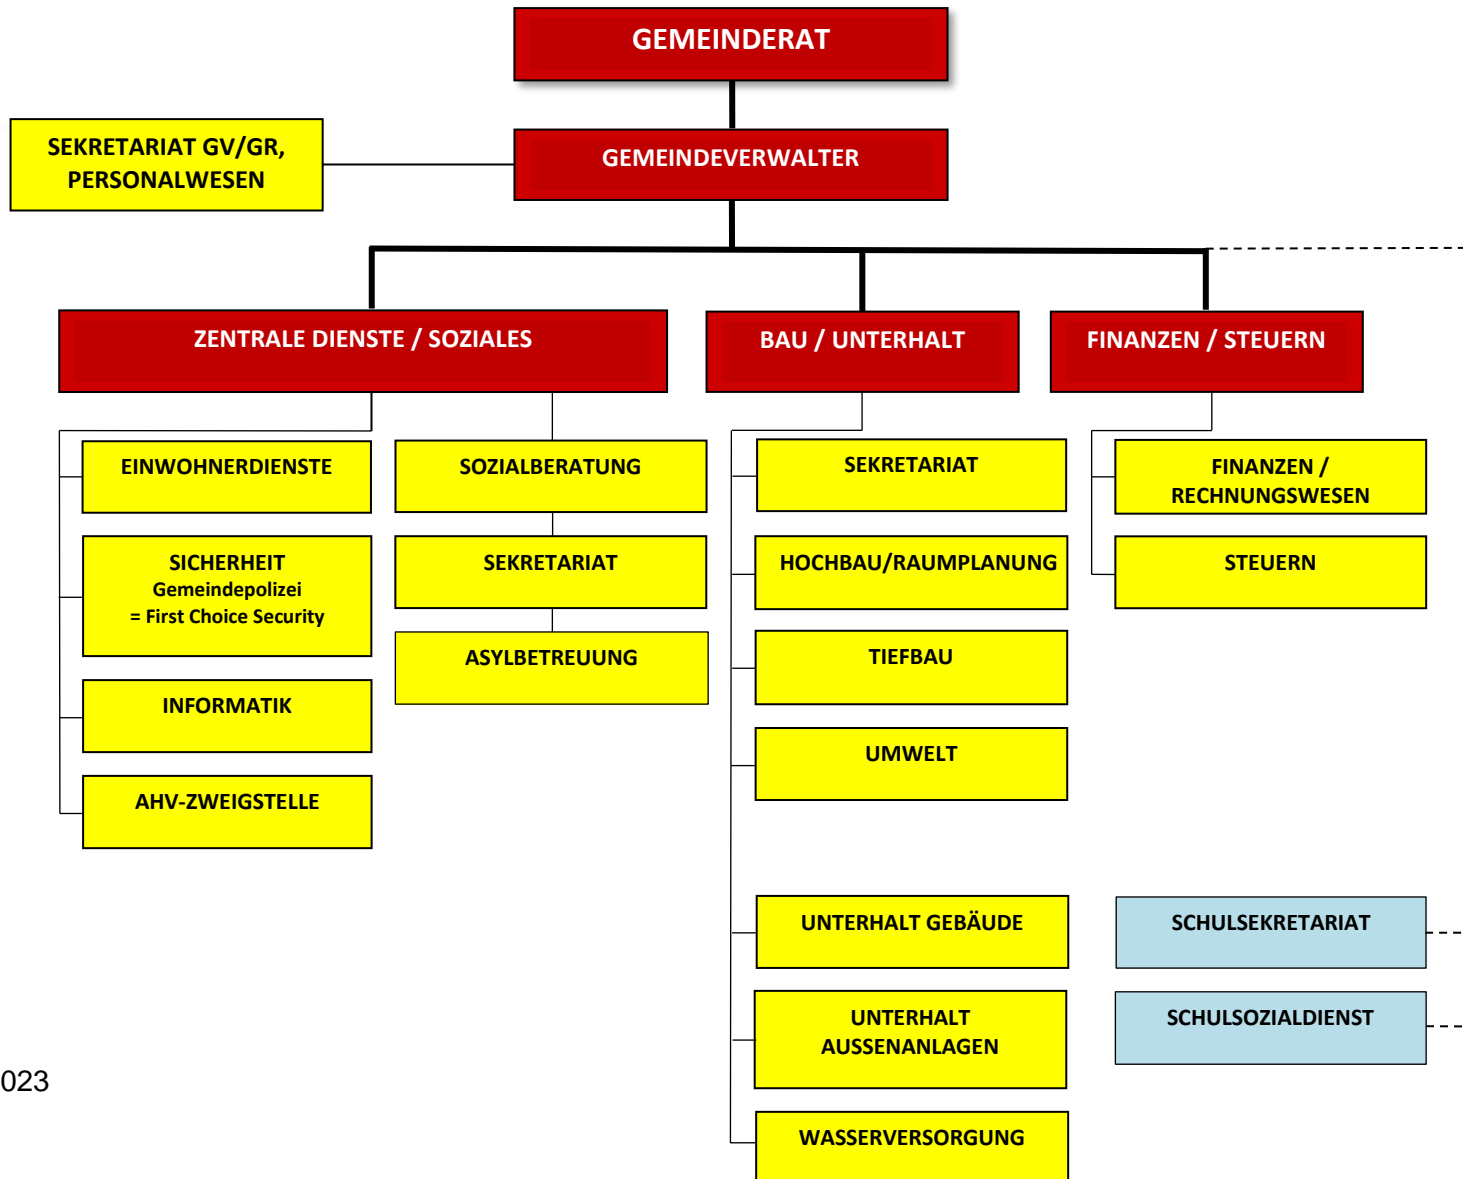 GEMEINDERAT
SEKRETARIAT GV/GR,
PERSONALWESEN
GEMEINDEVERWALTER
ZENTRALE DIENSTE / SOZIALES
BAU / UNTERHALT
FINANZEN / STEUERN
EINWOHNERDIENSTE
SICHERHEIT
Gemeindepolizei
= First Choice Security
INFORMATIK
AHV-ZWEIGSTELLE
SOZIALBERATUNG
SEKRETARIAT
ASYLBETREUUNG
SEKRETARIAT
HOCHBAU/RAUMPLANUNG
TIEFBAU
UMWELT
UNTERHALT GEBÄUDE
UNTERHALT
AUSSENANLAGEN
WASSERVERSORGUNG
FINANZEN /
RECHNUNGSWESEN
STEUERN
SCHULSEKRETARIAT
SCHULSOZIALDIENST
023